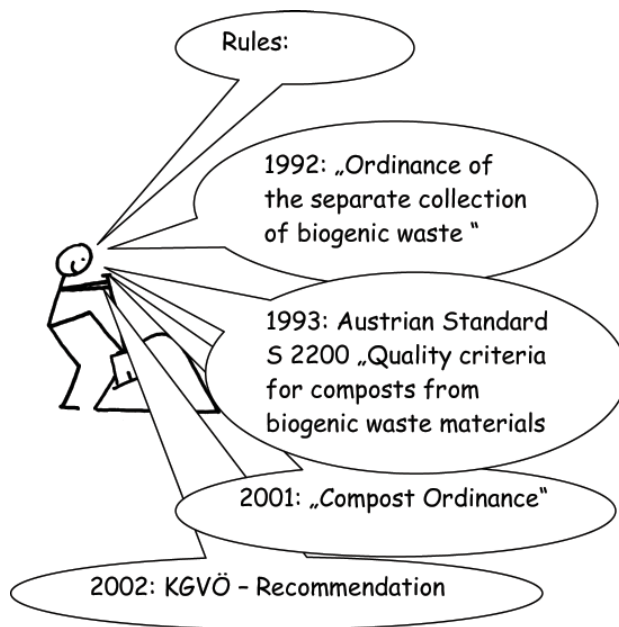 Rules:
1992: „Ordinance of
the separate collection
of biogenic waste “
1993: Austrian Standard
S 2200 „Quality criteria
for composts from
biogenic waste materials
2001: „Compost Ordinance“
2002: KGVÖ – Recommendation